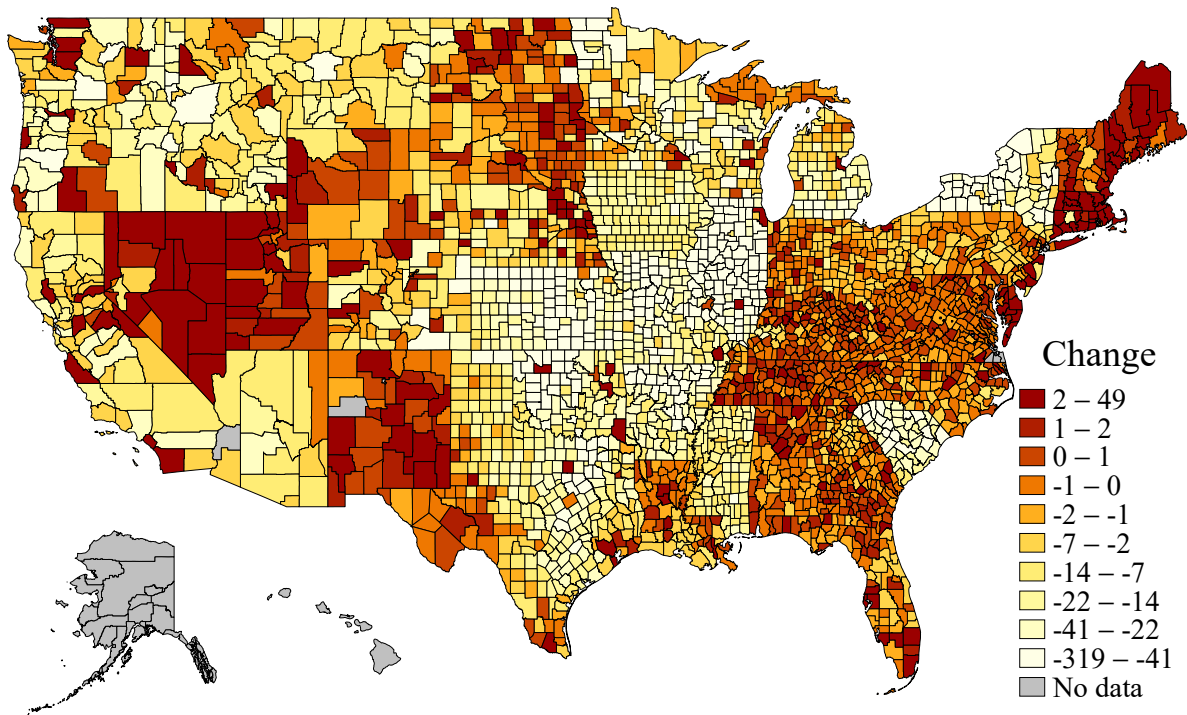 Change
2 – 49
1 – 2
0 – 1
-1 – 0
-2 – -1
-7 – -2
-14 – -7
-22 – -14
-41 – -22
-319 – -41
No data